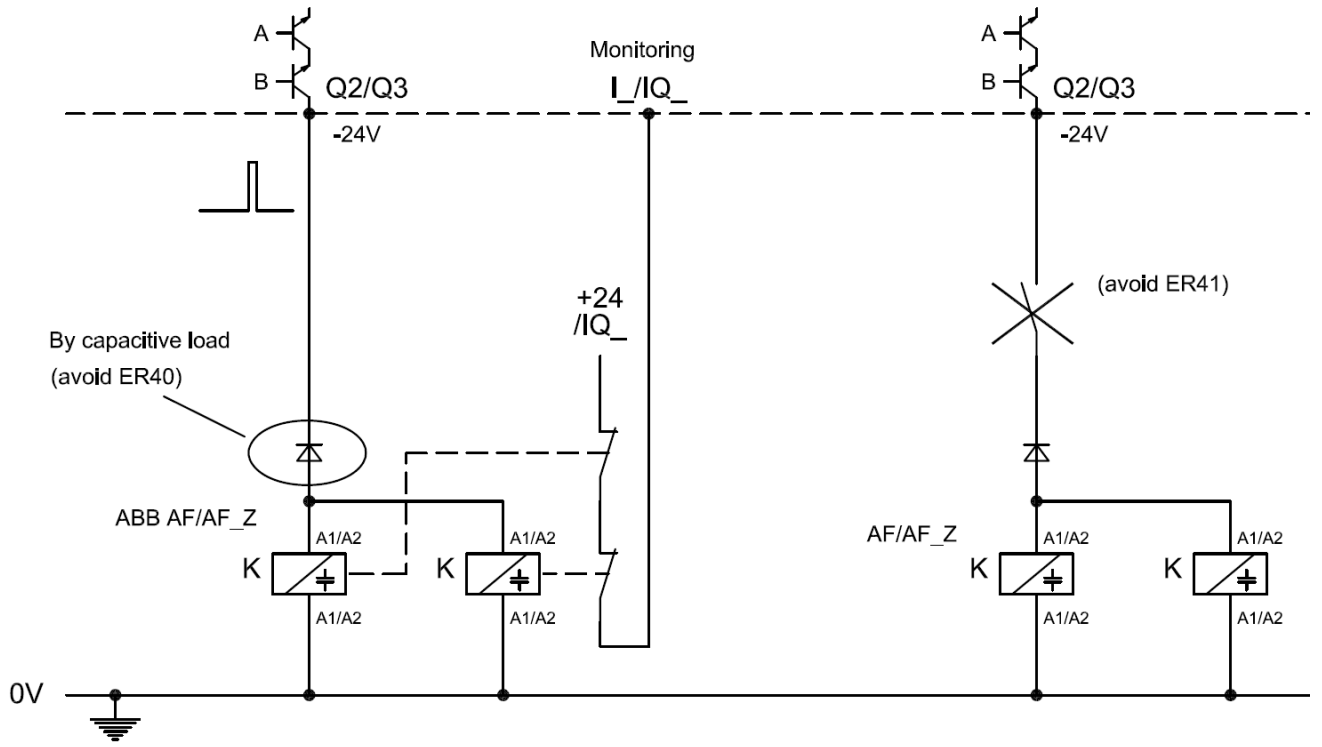 A
B
Q2/Q3
-24V
Monitoring
I_/IQ_
A
B
Q2/Q3
-24V
(avoid ER41)
+24
/IQ_
By capacitive load
(avoid ER40)
ABB AF/AF_Z
AF/AF_Z
A1/A2
A1/A2
A1/A2
A1/A2
K
K
K
K
A1/A2
A1/A2
A1/A2
A1/A2
0V